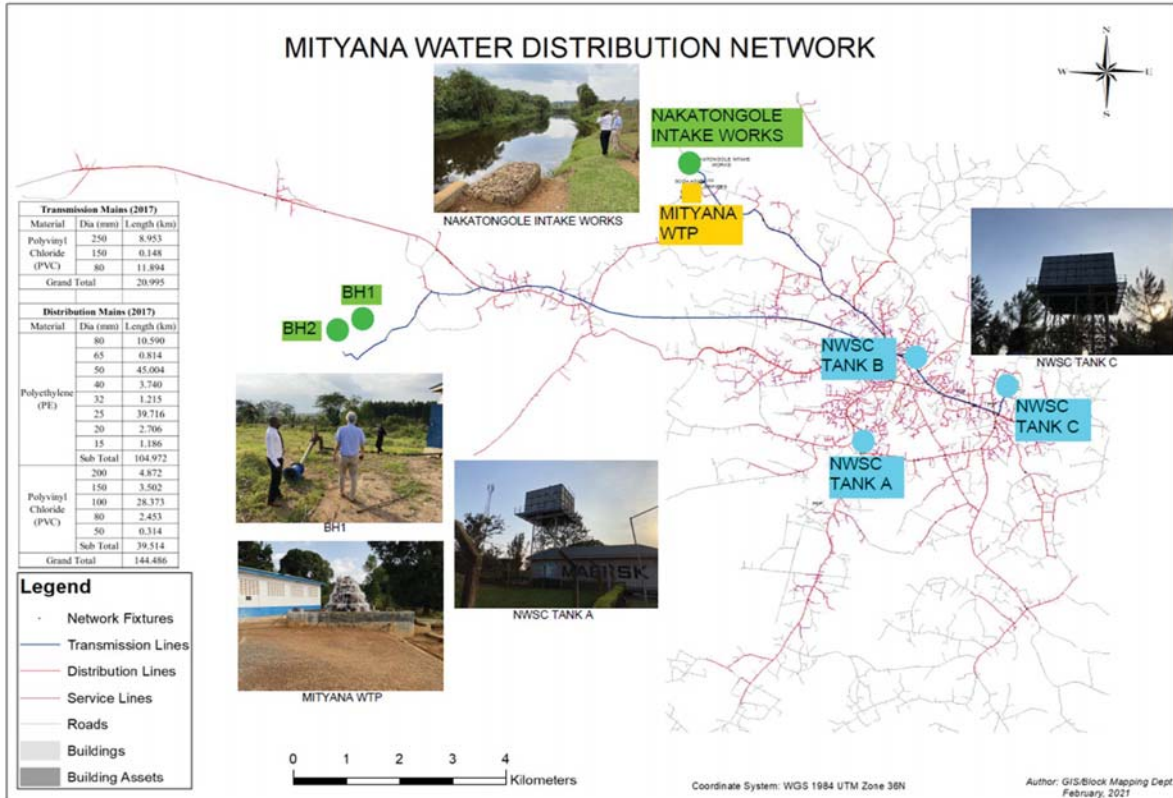 MITYANA WATER DISTRIBUTION NETWORK
N
W
E
S
NAKATONGOLE
INTAKE WORKS
NAKATONGOLE INTAKE WORKS
MITYANA
WTP
NAKATONGOLE INTAKE WORKS
NWSC TANK C
BH1
BH2
NWSC
TANK B
NWSC
TANK C
NWSC
TANK A
BH1
MAERSK
NWSC TANK A
MITYANA WTP
Transmission Mains (2017)
Material Dia (mm) Length (km)
Polyvinyl Chloride (PVC)
250 8.953
150 0.148
80 11.894
Grand Total 20.995
Distribution Mains (2017)
Material Dia (mm) Length (km)
Polyethylene (PE)
80 10.590
65 0.814
50 45.004
40 3.740
32 1.215
25 39.716
20 2.706
15 1.186
Sub Total 104.972
Polyvinyl Chloride (PVC)
200 4.872
150 3.502
100 28.373
80 2.453
50 0.314
Sub Total 39.514
Grand Total 144.486
Legend
Network Fixtures
Transmission Lines
Distribution Lines
Service Lines
Roads
Buildings
Building Assets
0 1 2 3 4
Kilometers
Coordinate System: WGS 1984 UTM Zone 36N
Author: GIS/Block Mapping Dept
February, 2021